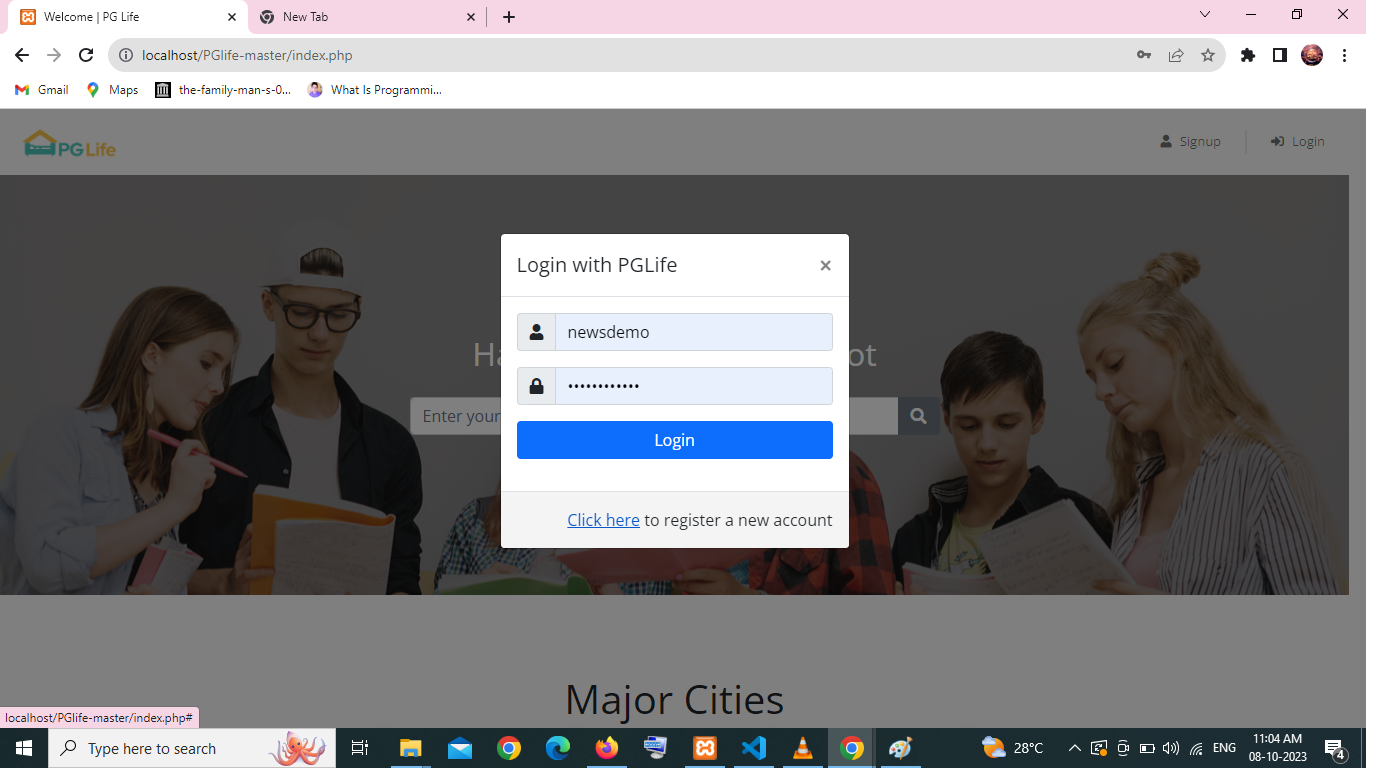 Welcome | PG Life
New Tab
localhost/PGlife-master/index.php
Gmail
Maps
the-family-man-s-0...
What Is Programmi...
PG Life
Signup
Login
Login with PGLife
newsdemo
••••••••••••
Login
Click here to register a new account
Ha
ot
Enter your
Major Cities
localhost/PGlife-master/index.php#
Type here to search
28°C
ENG
11:04 AM
08-10-2023
4